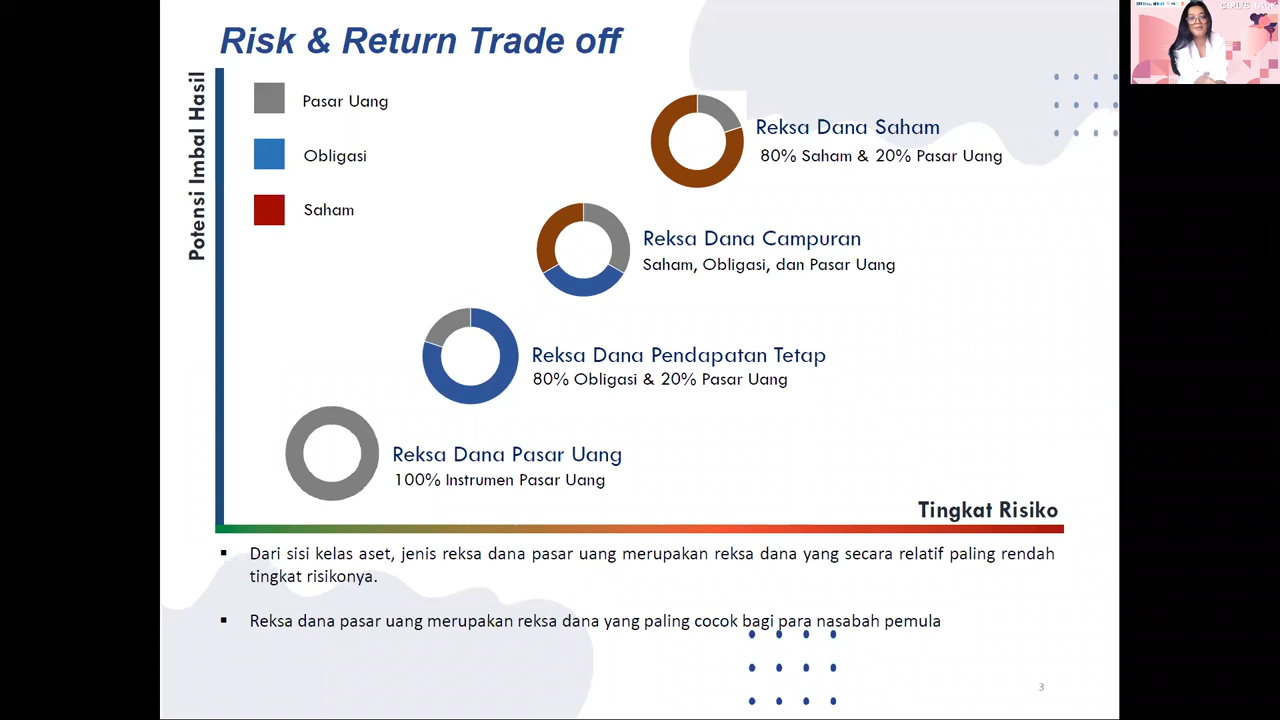 Risk & Return Trade off
Potensi Imbal Hasil
Pasar Uang
Obligasi
Saham
Reksa Dana Saham
80% Saham & 20% Pasar Uang
Reksa Dana Campuran
Saham, Obligasi, dan Pasar Uang
Reksa Dana Pendapatan Tetap
80% Obligasi & 20% Pasar Uang
Reksa Dana Pasar Uang
100% Instrumen Pasar Uang
Tingkat Risiko
▪ Dari sisi kelas aset, jenis reksa dana pasar uang merupakan reksa dana yang secara relatif paling rendah
tingkat risikonya.
▪ Reksa dana pasar uang merupakan reksa dana yang paling cocok bagi para nasabah pemula
3